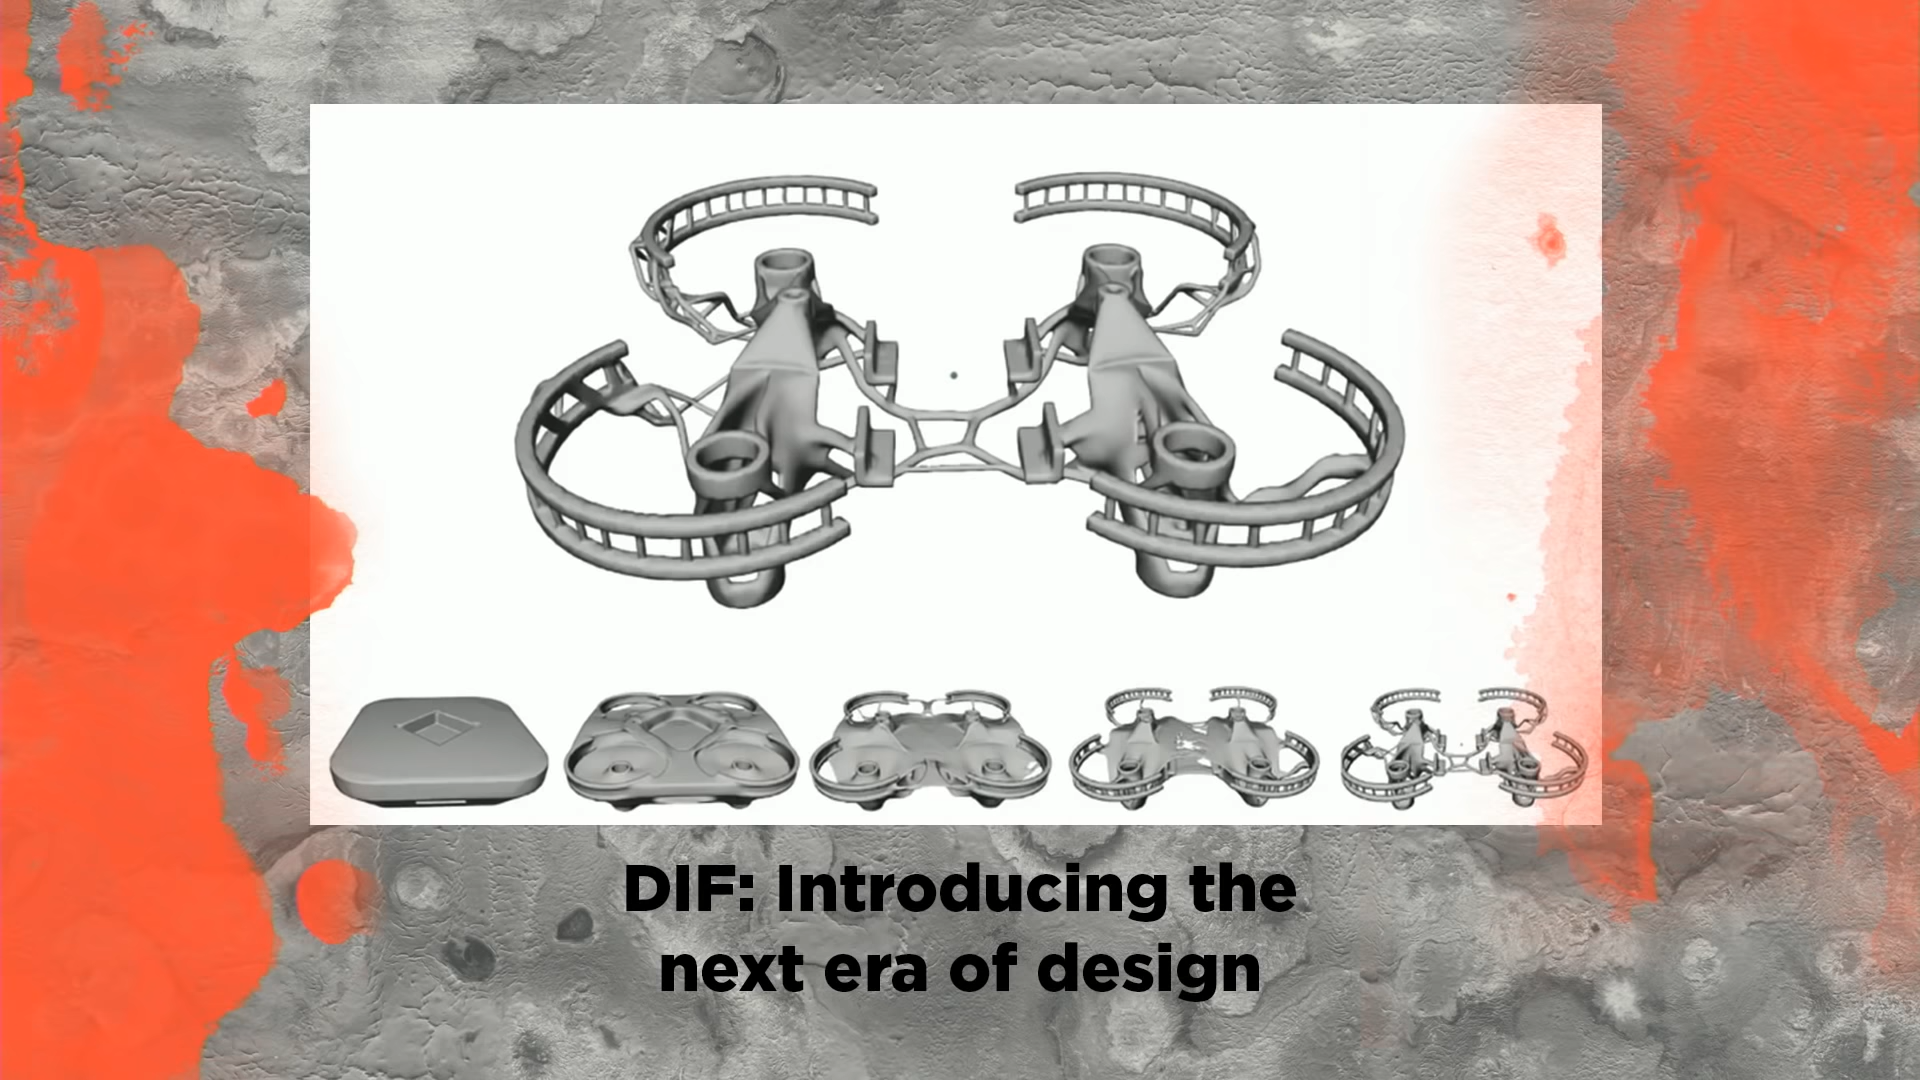 DIF: Introducing the
next era of design